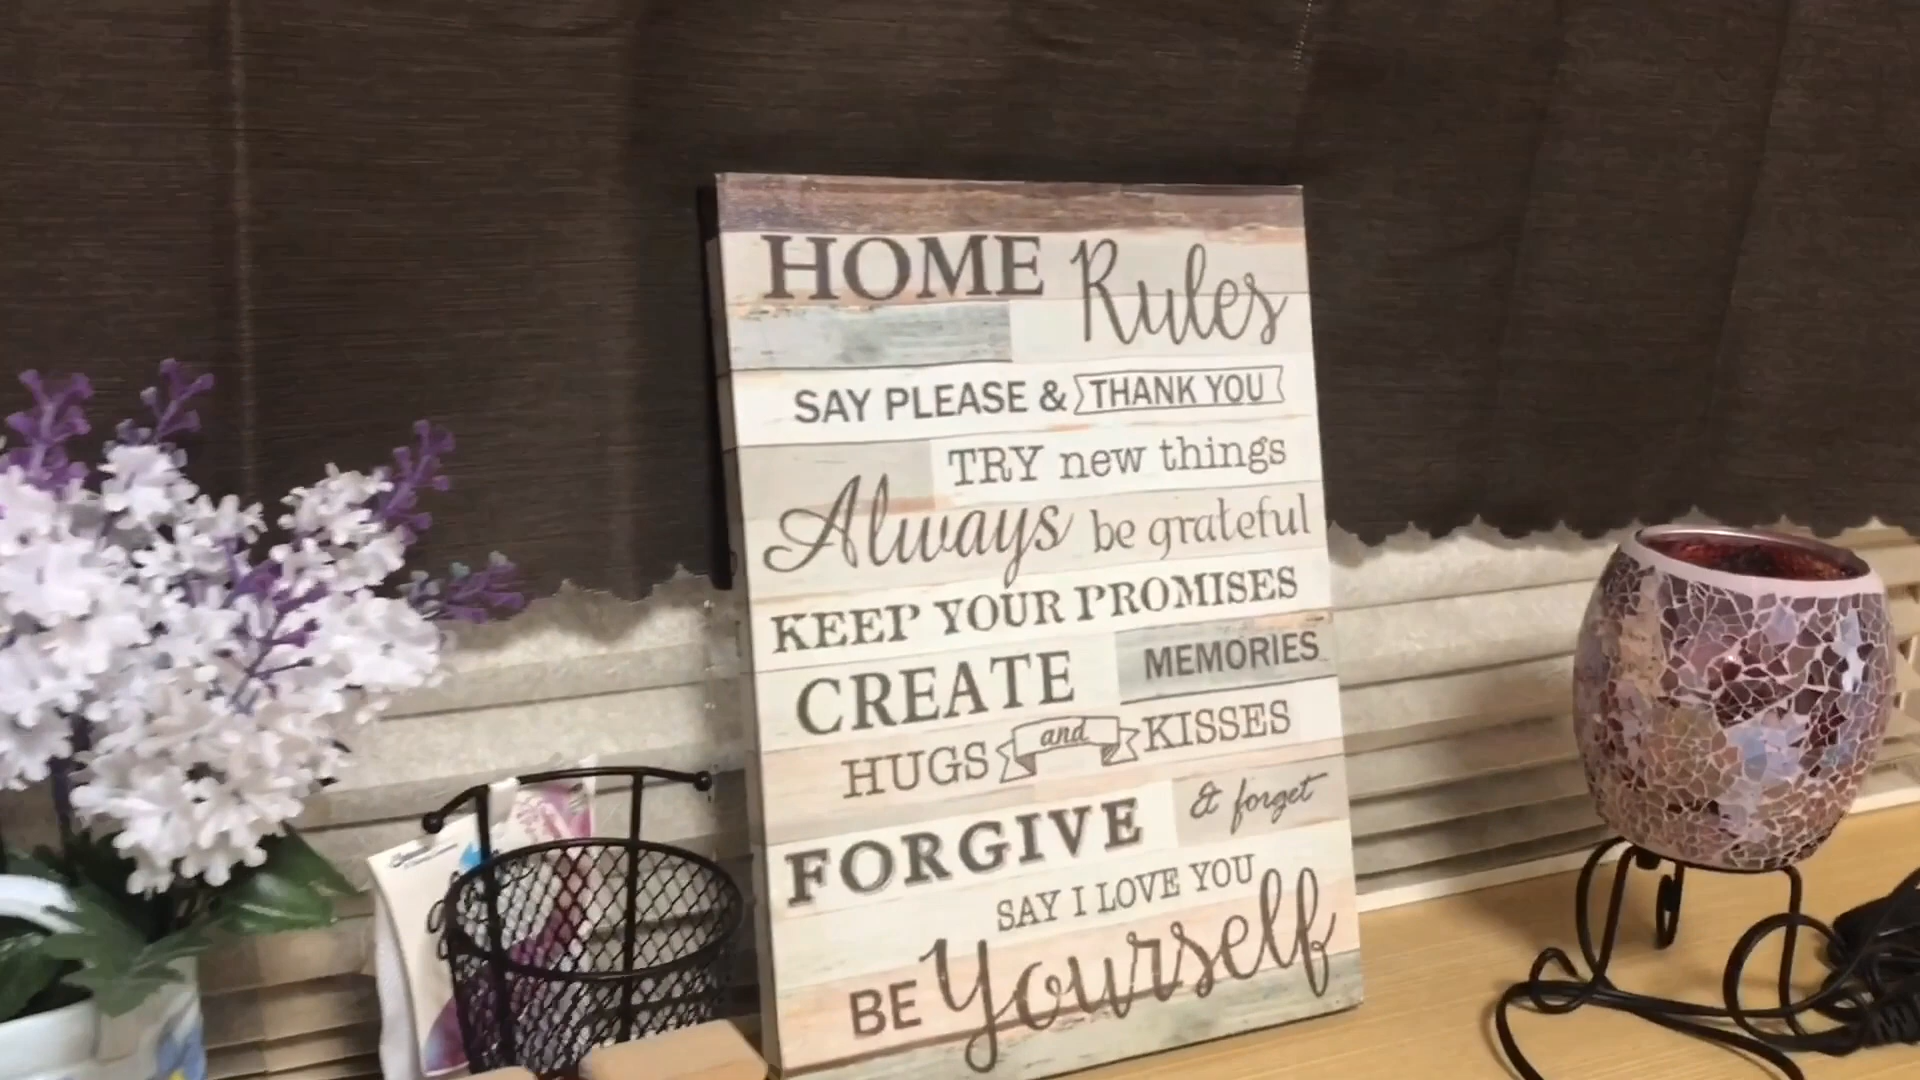 HOME Rules
SAY PLEASE & THANK YOU
TRY new things
Always be grateful
KEEP YOUR PROMISES
CREATE MEMORIES
HUGS and KISSES
FORGIVE & forget
SAY I LOVE YOU
BE Yourself